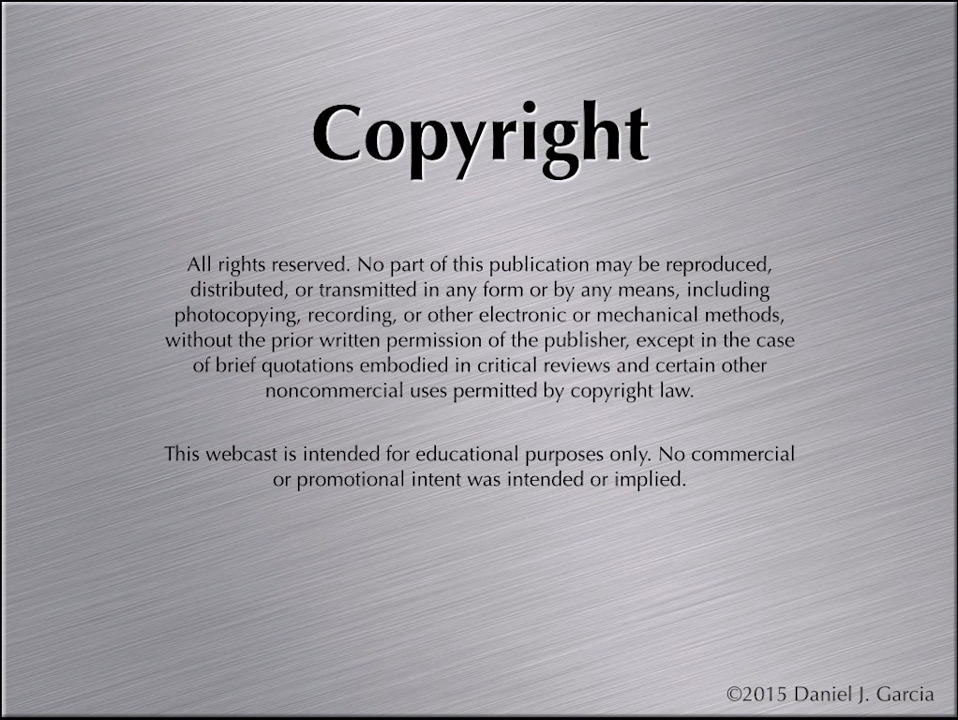 Copyright
All rights reserved. No part of this publication may be reproduced,
distributed, or transmitted in any form or by any means, including
photocopying, recording, or other electronic or mechanical methods,
without the prior written permission of the publisher, except in the case
of brief quotations embodied in critical reviews and certain other
noncommercial uses permitted by copyright law.
This webcast is intended for educational purposes only. No commercial
or promotional intent was intended or implied.
©2015 Daniel J. Garcia